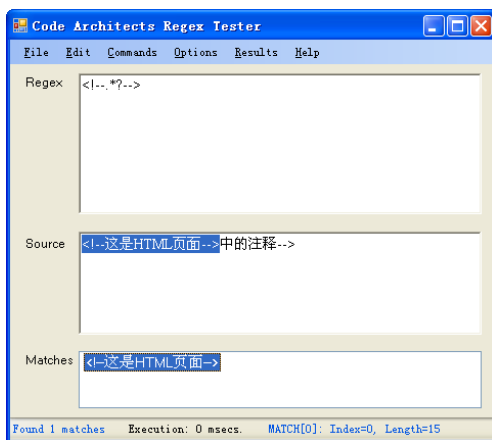 Code Architects Regex Tester
File Edit Commands Options Results Help
Regex
<!--.*?-->
Source
<!--这是HTML页面-->中的注释-->
Matches
<!--这是HTML页面-->
Found 1 matches Execution: 0 msecs. MATCH[0]: Index=0, Length=15